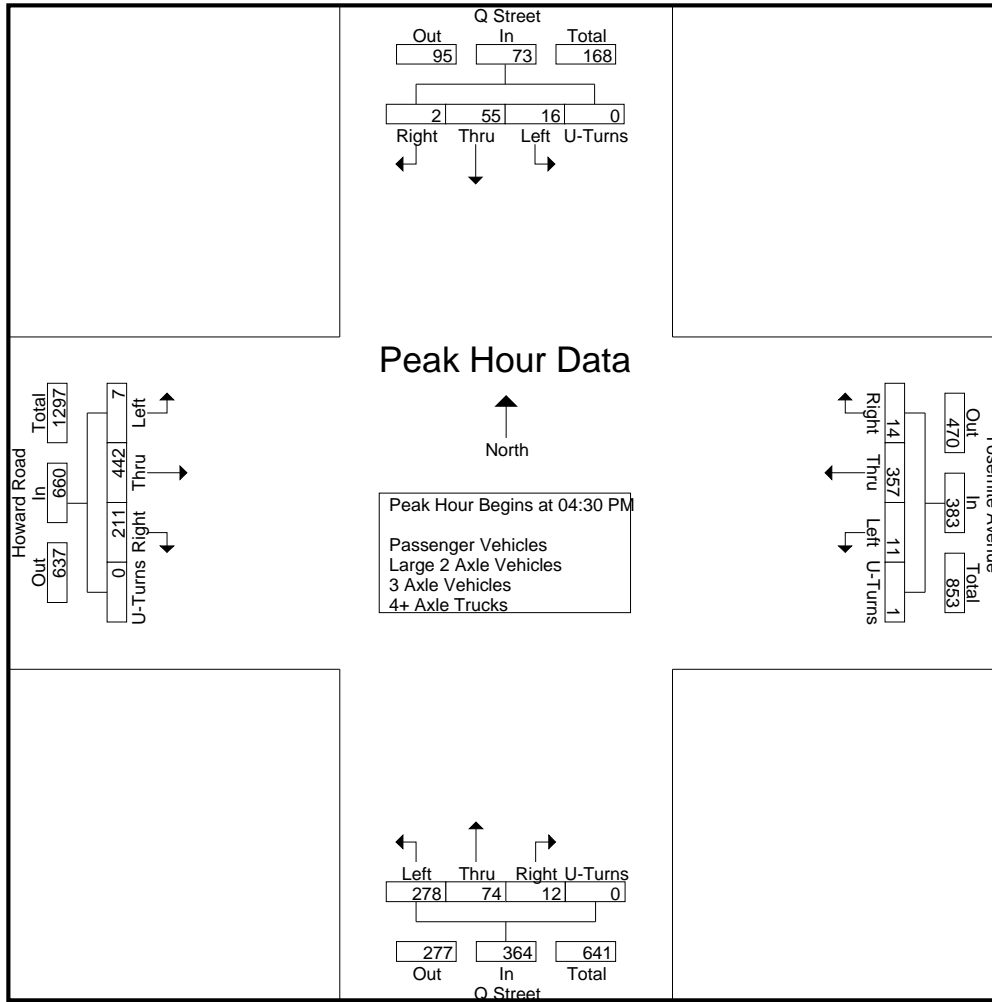 Q Street
Out In Total
95 73 168
2 55 16 0
Right Thru Left U-Turns
Peak Hour Data
North
Peak Hour Begins at 04:30 PM
Passenger Vehicles
Large 2 Axle Vehicles
3 Axle Vehicles
4+ Axle Trucks
Howard Road
Total In Out
1297 660 637
7 442 211 0
Left Thru Right U-Turns
Right Thru Left U-Turns
14 357 11 1
470 383 853
Out In Total
Yosemite Avenue
Left Thru Right U-Turns
278 74 12 0
277 364 641
Out In Total
Q Street